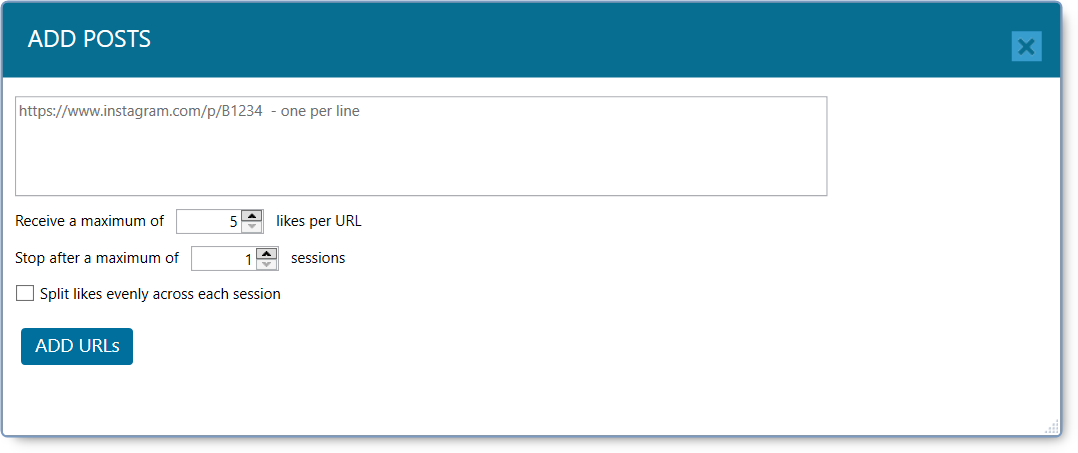 ADD POSTS
https://www.instagram.com/p/B1234  - one per line
Receive a maximum of 5 likes per URL
Stop after a maximum of 1 sessions
Split likes evenly across each session
ADD URLs